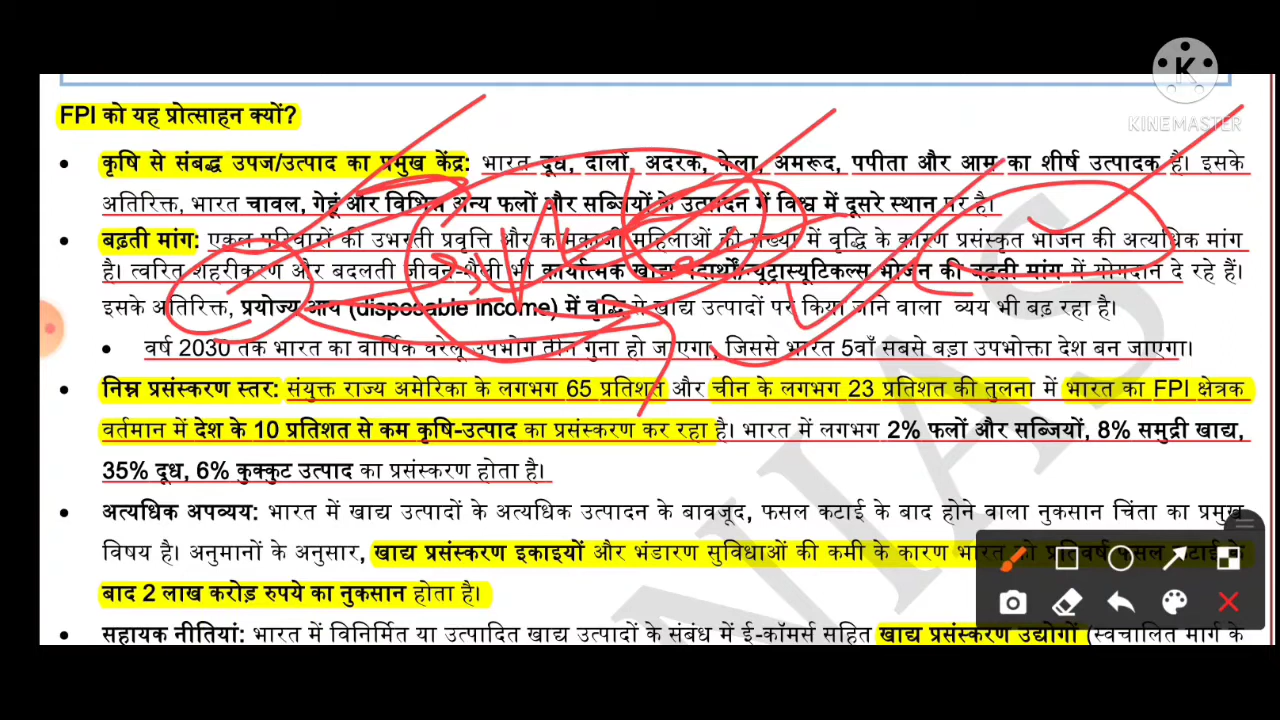 KINEMASTER
FPI को यह प्रोत्साहन क्यों?
कृषि से संबद्ध उपज/उत्पाद का प्रमुख केंद्र: भारत दूध, दालों, अदरक, केला, अमरूद, पपीता और आम का शीर्ष उत्पादक है। इसके
अतिरिक्त, भारत चावल, गेहूं और विभिन्न अन्य फलों और सब्जियों के उत्पादन में विश्व में दूसरे स्थान पर है।
बढ़ती मांग: एकल परिवारों की उभरती प्रवृत्ति और कामकाजी महिलाओं की संख्या में वृद्धि के कारण प्रसंस्कृत भोजन की अत्यधिक मांग
है। त्वरित शहरीकरण और बदलती जीवन-शैली भी कार्यात्मक खाद्य पदार्थों/न्यूट्रास्यूटिकल्स भोजन की बढ़ती मांग में योगदान दे रहे हैं।
इसके अतिरिक्त, प्रयोज्य आय (disposable income) में वृद्धि से खाद्य उत्पादों पर किया जाने वाला व्यय भी बढ़ रहा है।
वर्ष 2030 तक भारत का वार्षिक घरेलू उपभोग तीन गुना हो जाएगा, जिससे भारत 5वाँ सबसे बड़ा उपभोक्ता देश बन जाएगा।
निम्न प्रसंस्करण स्तर: संयुक्त राज्य अमेरिका के लगभग 65 प्रतिशत और चीन के लगभग 23 प्रतिशत की तुलना में भारत का FPI क्षेत्रक
वर्तमान में देश के 10 प्रतिशत से कम कृषि-उत्पाद का प्रसंस्करण कर रहा है। भारत में लगभग 2% फलों और सब्जियों, 8% समुद्री खाद्य,
35% दूध, 6% कुक्कुट उत्पाद का प्रसंस्करण होता है।
अत्यधिक अपव्यय: भारत में खाद्य उत्पादों के अत्यधिक उत्पादन के बावजूद, फसल कटाई के बाद होने वाला नुकसान चिंता का प्रमुख
विषय है। अनुमानों के अनुसार, खाद्य प्रसंस्करण इकाइयों और भंडारण सुविधाओं की कमी के कारण भारत को प्रतिवर्ष फसल कटाई के
बाद 2 लाख करोड़ रुपये का नुकसान होता है।
सहायक नीतियां: भारत में विनिर्मित या उत्पादित खाद्य उत्पादों के संबंध में ई-कॉमर्स सहित खाद्य प्रसंस्करण उद्योगों (स्वचालित मार्ग के